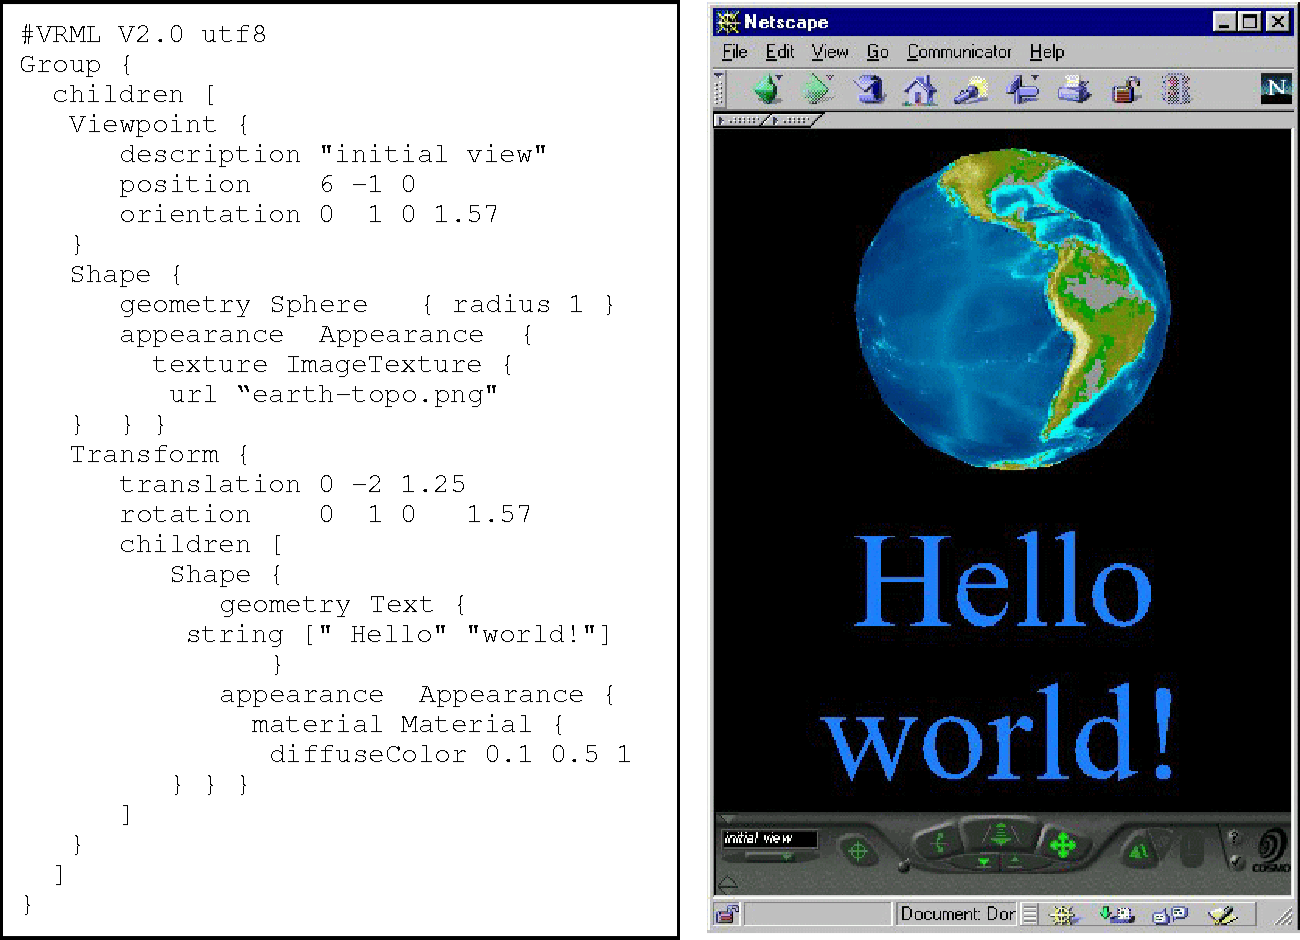 #VRML V2.0 utf8
Group {
  children [
   Viewpoint {
      description "initial view"
      position    6 -1 0
      orientation 0  1 0 1.57
   }
   Shape {
      geometry Sphere   { radius 1 }
      appearance  Appearance  {
        texture ImageTexture {
         url “earth-topo.png"
   }  } }
   Transform {
      translation 0 -2 1.25
      rotation    0  1 0   1.57
      children [
         Shape {
            geometry Text {
          string [" Hello" "world!"]
               }
            appearance  Appearance {
              material Material {
               diffuseColor 0.1 0.5 1
         } } }
      ]
   }
  ]
}
Netscape
File Edit View Go Communicator Help
N
Hello
world!
initial view
?
COSMO
Document: Dor